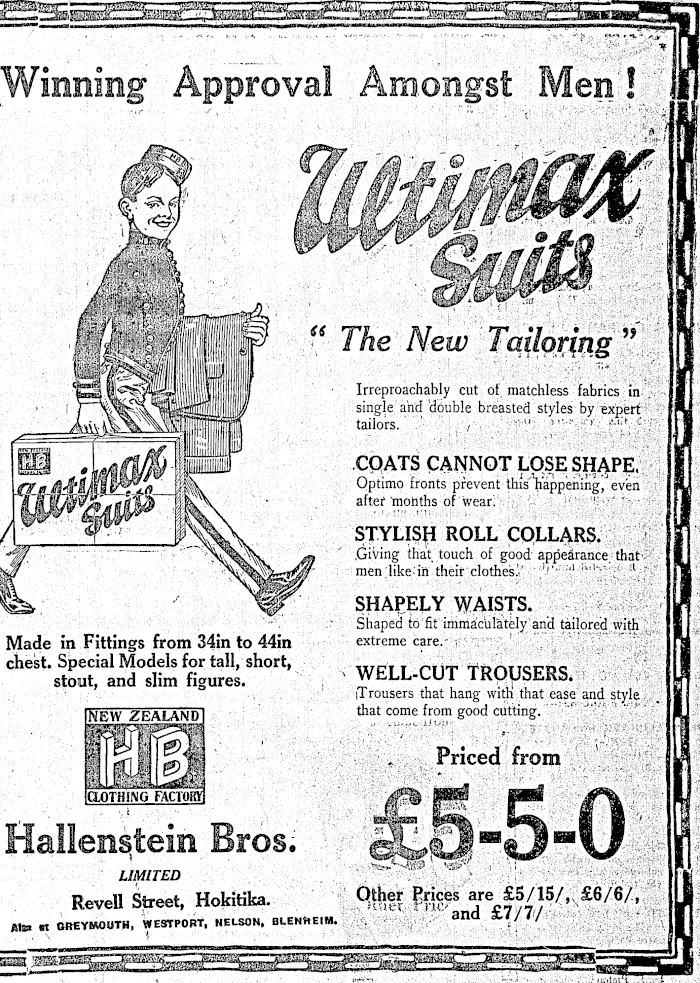 Winning Approval Amongst Men !
Ultimax
Suits
" The New Tailoring "
Irreproachably cut of matchless fabrics in
single and double breasted styles by expert
tailors.
COATS CANNOT LOSE SHAPE.
Optimo fronts prevent this happening, even
after months of wear.
STYLISH ROLL COLLARS.
Giving that touch of good appearance that
men like in their clothes.
SHAPELY WAISTS.
Shaped to fit immaculately and tailored with
extreme care.
WELL-CUT TROUSERS.
Trousers that hang with that ease and style
that come from good cutting.
Priced from
£5-5-0
Other Prices are £5/15/, £6/6/,
and £7/7/
HB
Ultimax
Suits
Made in Fittings from 34in to 44in
chest. Special Models for tall, short,
stout, and slim figures.
NEW ZEALAND
HB
CLOTHING FACTORY
Hallenstein Bros.
LIMITED
Revell Street, Hokitika.
Also at GREYMOUTH, WESTPORT, NELSON, BLENHEIM.